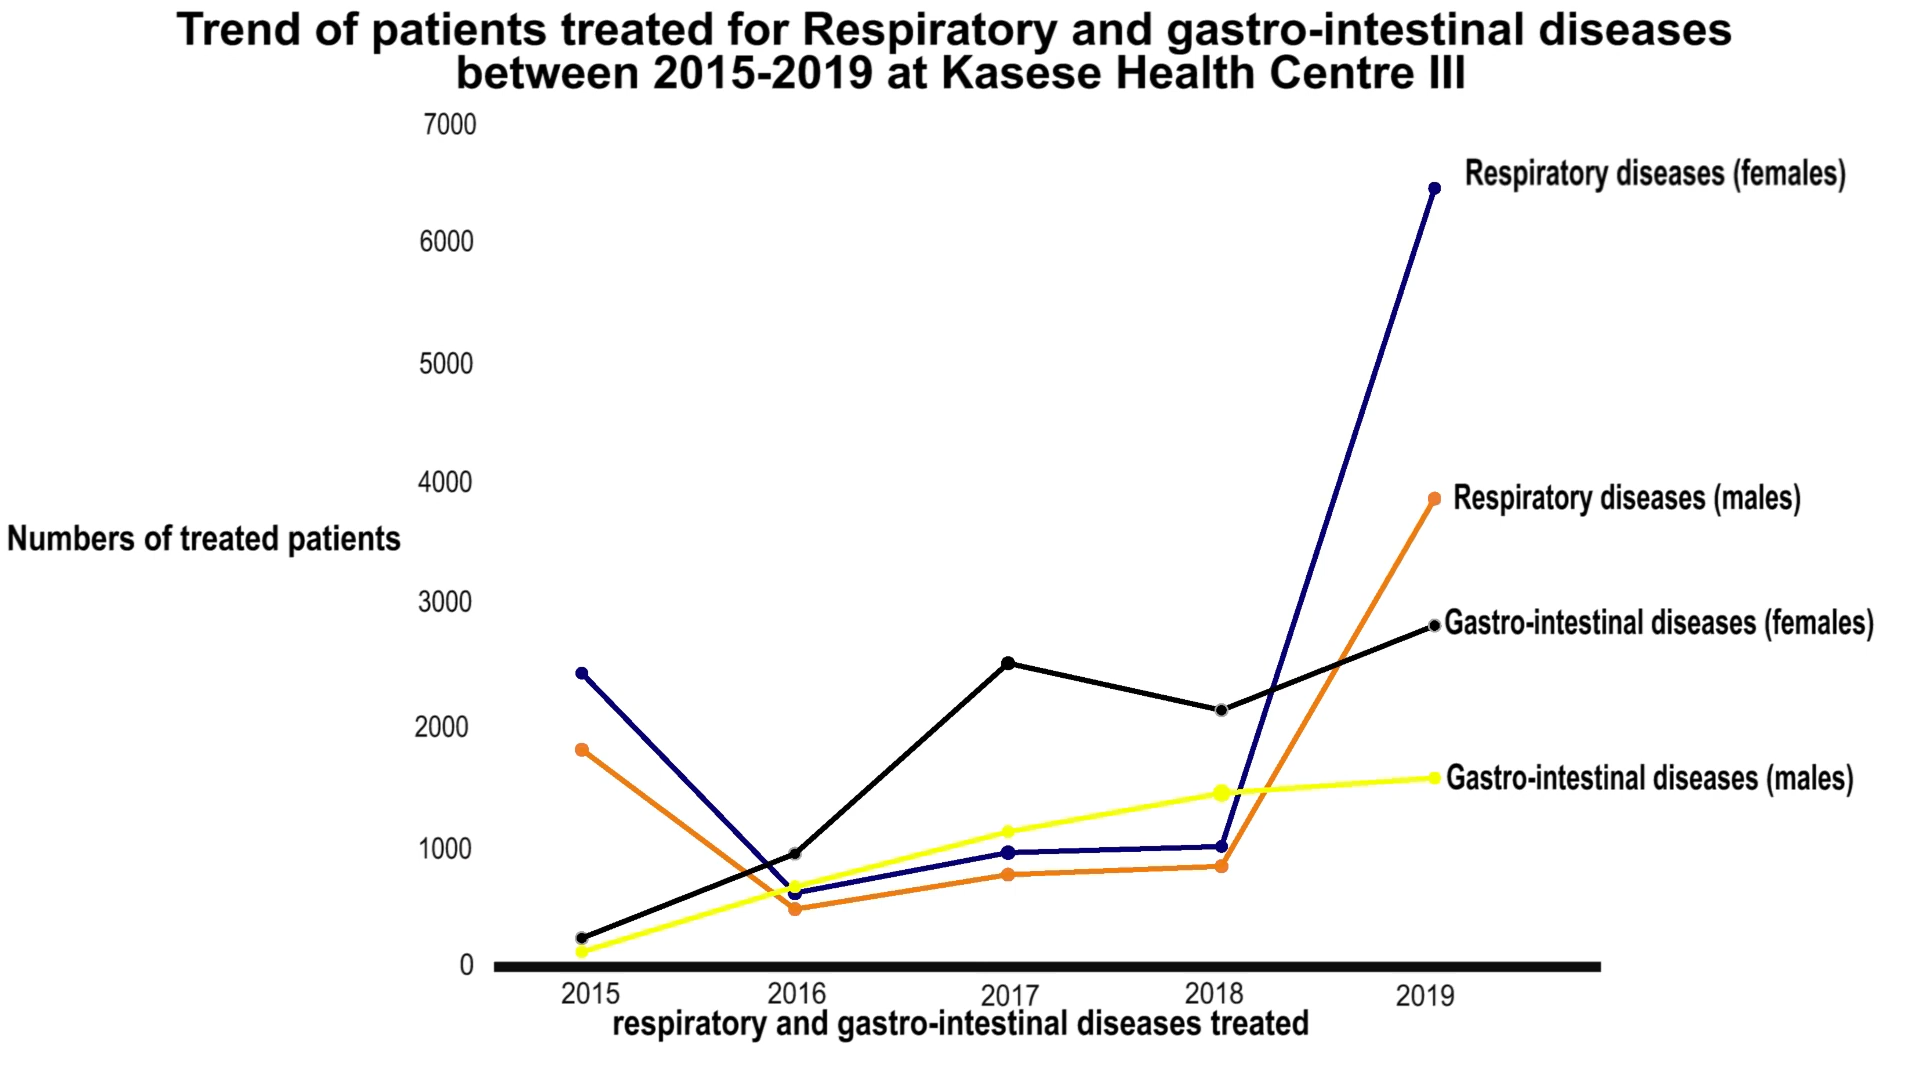 Trend of patients treated for Respiratory and gastro-intestinal diseases
between 2015-2019 at Kasese Health Centre III
7000
Respiratory diseases (females)
6000
5000
4000
Respiratory diseases (males)
Numbers of treated patients
3000
Gastro-intestinal diseases (females)
2000
Gastro-intestinal diseases (males)
1000
0
2015 2016 2017 2018 2019
respiratory and gastro-intestinal diseases treated